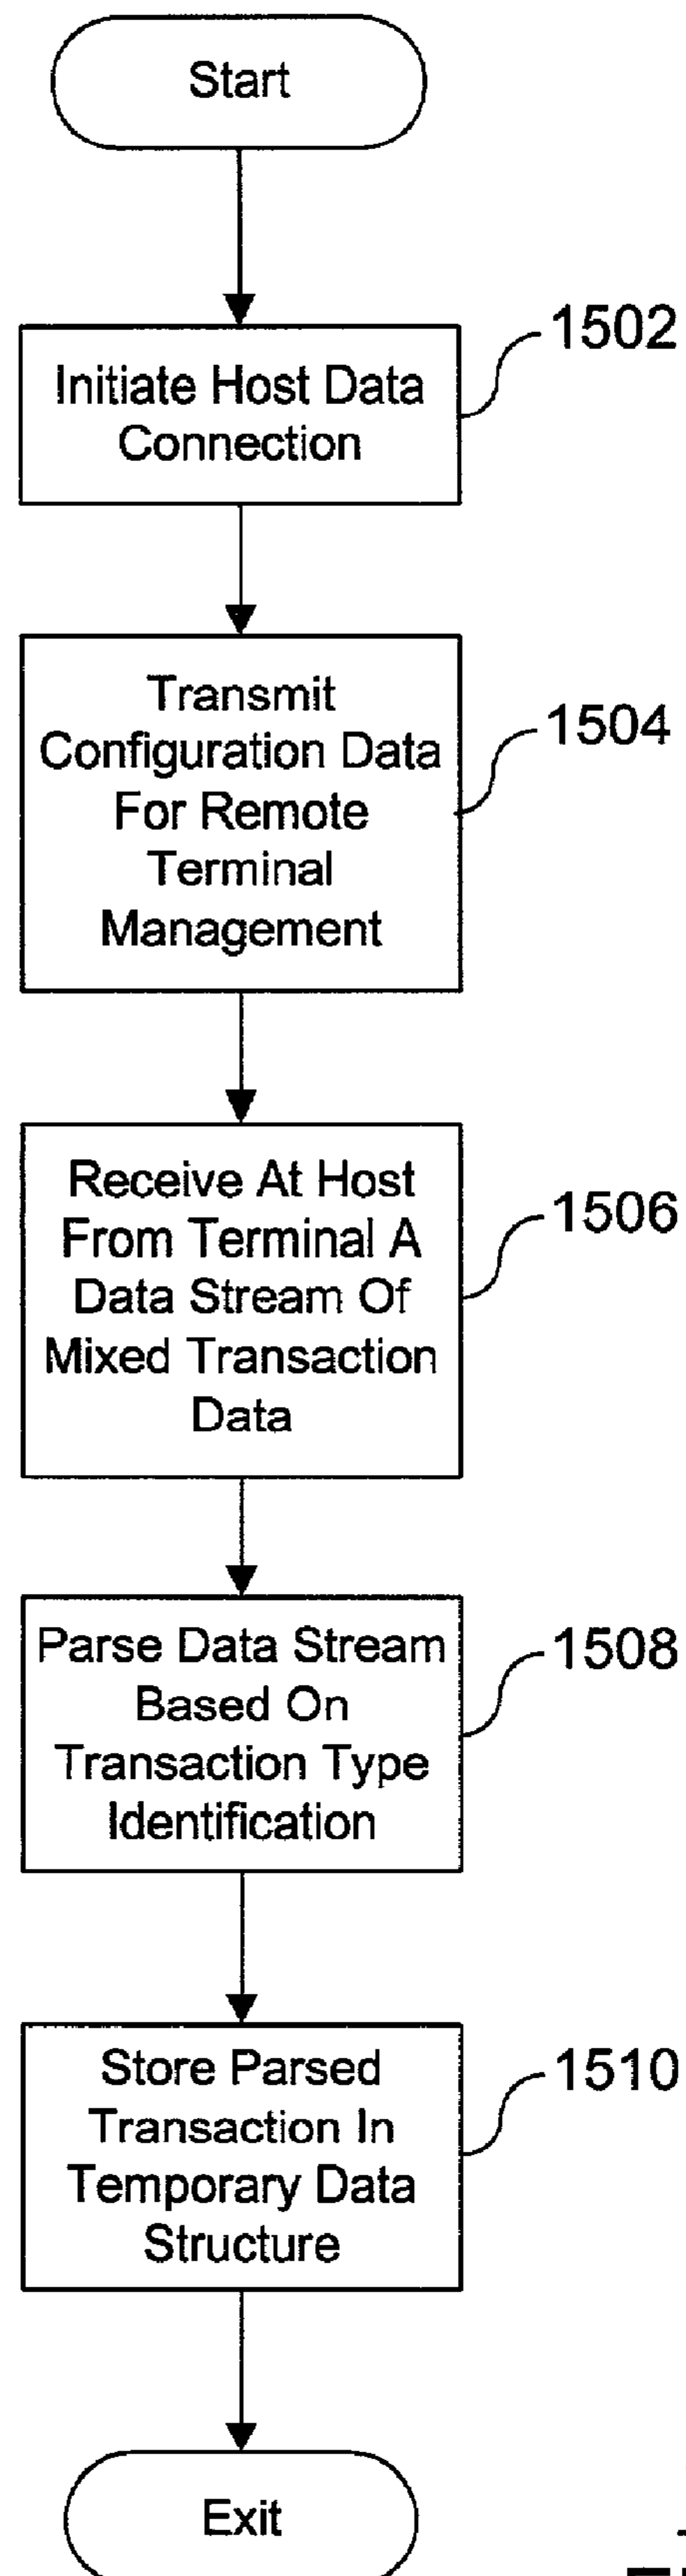 Start
1502
Initiate Host Data
Connection
1504
Transmit
Configuration Data
For Remote
Terminal
Management
1506
Receive At Host
From Terminal A
Data Stream Of
Mixed Transaction
Data
1508
Parse Data Stream
Based On
Transaction Type
Identification
1510
Store Parsed
Transaction In
Temporary Data
Structure
Exit